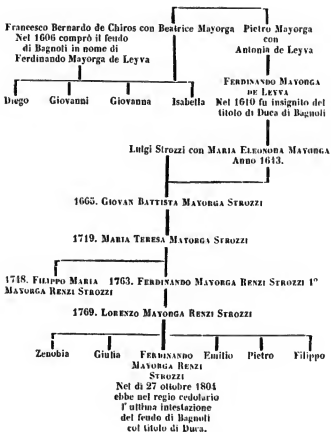 Francesco Bernardo de Chiros con Beatrice Mayorga
Nel 1606 comprò il feudo
di Bagnoli in nome di
Ferdinando Mayorga de Leyva
Pietro Mayorga
con
Antonia de Leyva
Diego Giovanni Giovanna Isabella
FERDINANDO MAYORGA
DE LEYVA
Nel 1610 fu insignito del
titolo di Duca di Bagnoli
Luigi Strozzi con MARIA ELEONORA MAYORGA
Anno 1643.
1665. GIOVAN BATTISTA MAYORGA STROZZI
1719. MARIA TERESA MAYORGA STROZZI
1718. FILIPPO MARIA
MAYORGA RENZI STROZZI
1763. FERDINANDO MAYORGA RENZI STROZZI 1º
1769. LORENZO MAYORGA RENZI STROZZI
Zenobia Giulia FERDINANDO Emilio Pietro Filippo
MAYORGA RENZI
STROZZI
Nel dì 27 ottobre 1804
ebbe nel regio cedolario
l' ultima intestazione
del feudo di Bagnoli
col titolo di Duca.